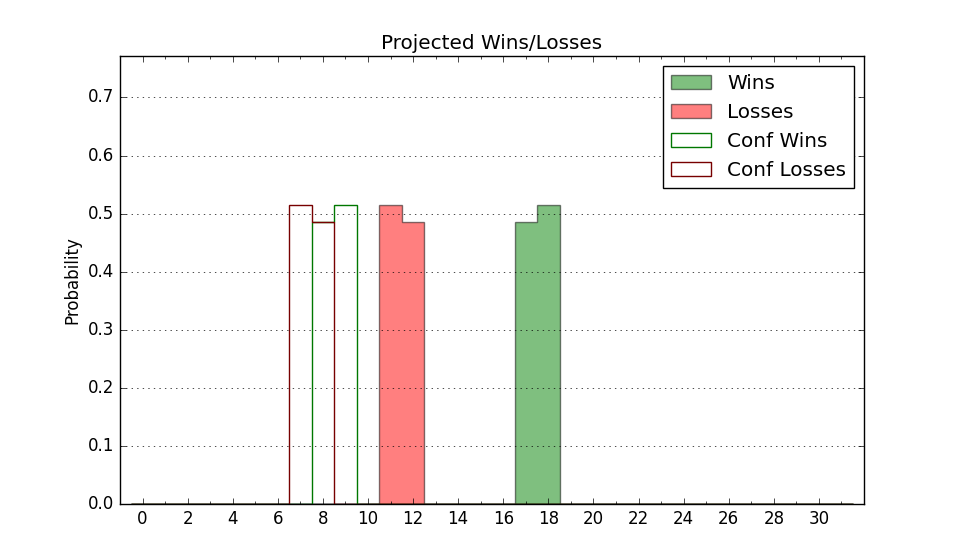 Projected Wins/Losses
Wins
Losses
Conf Wins
Conf Losses
Probability
0.7
0.6
0.5
0.4
0.3
0.2
0.1
0.0
0 2 4 6 8 10 12 14 16 18 20 22 24 26 28 30